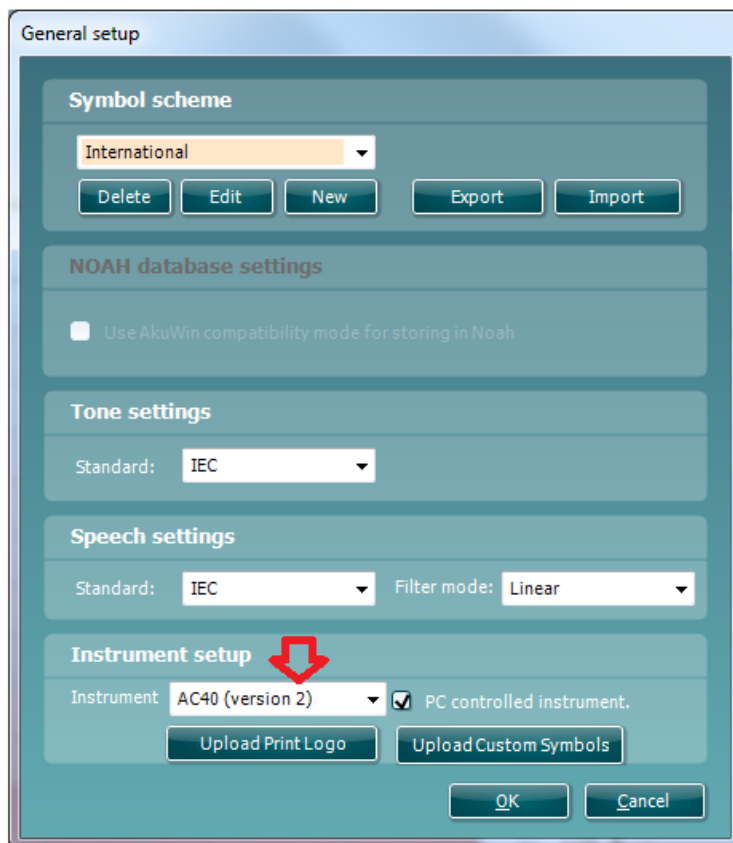 General setup
Symbol scheme
International
Delete Edit New Export Import
NOAH database settings
Use AkuWin compatibility mode for storing in Noah
Tone settings
Standard: IEC
Speech settings
Standard: IEC Filter mode: Linear
Instrument setup
Instrument AC40 (version 2) PC controlled instrument.
Upload Print Logo Upload Custom Symbols
OK Cancel